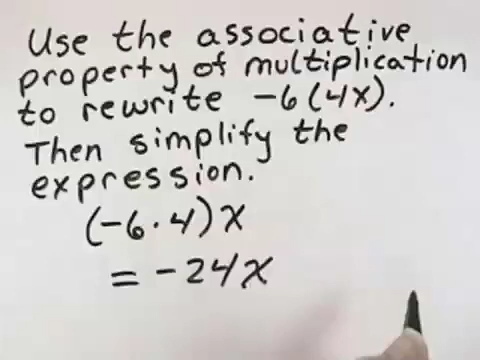 Use the associative
property of multiplication
to rewrite -6(4x).
Then simplify the
expression.
(-6·4)x
= -24x